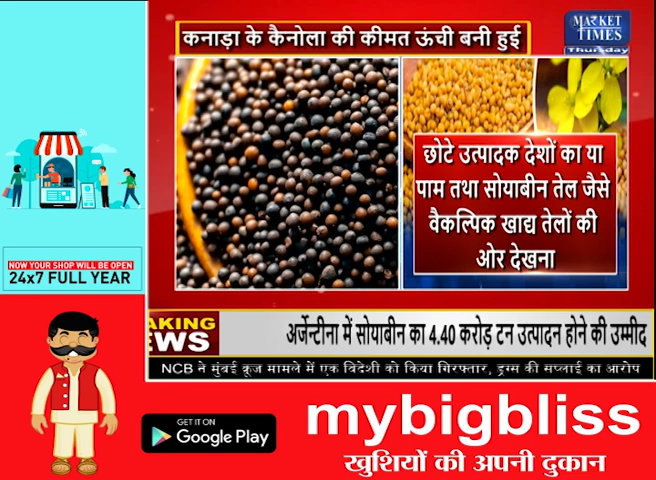 कनाड़ा के कैनोला की कीमत ऊंची बनी हुई
MARKET
TIMES
Thursday
छोटे उत्पादक देशों का या
पाम तथा सोयाबीन तेल जैसे
वैकल्पिक खाद्य तेलों की
ओर देखना
NOW YOUR SHOP WILL BE OPEN
24x7 FULL YEAR
AKING
EWS
अर्जेन्टीना में सोयाबीन का 4.40 करोड़ टन उत्पादन होने की उम्मीद
NCB ने मुंबई क्रूज मामले में एक विदेशी को किया गिरफ्तार, ड्रग्स की सप्लाई का आरोप
GET IT ON
Google Play
mybigbliss
खुशियों की अपनी दुकान